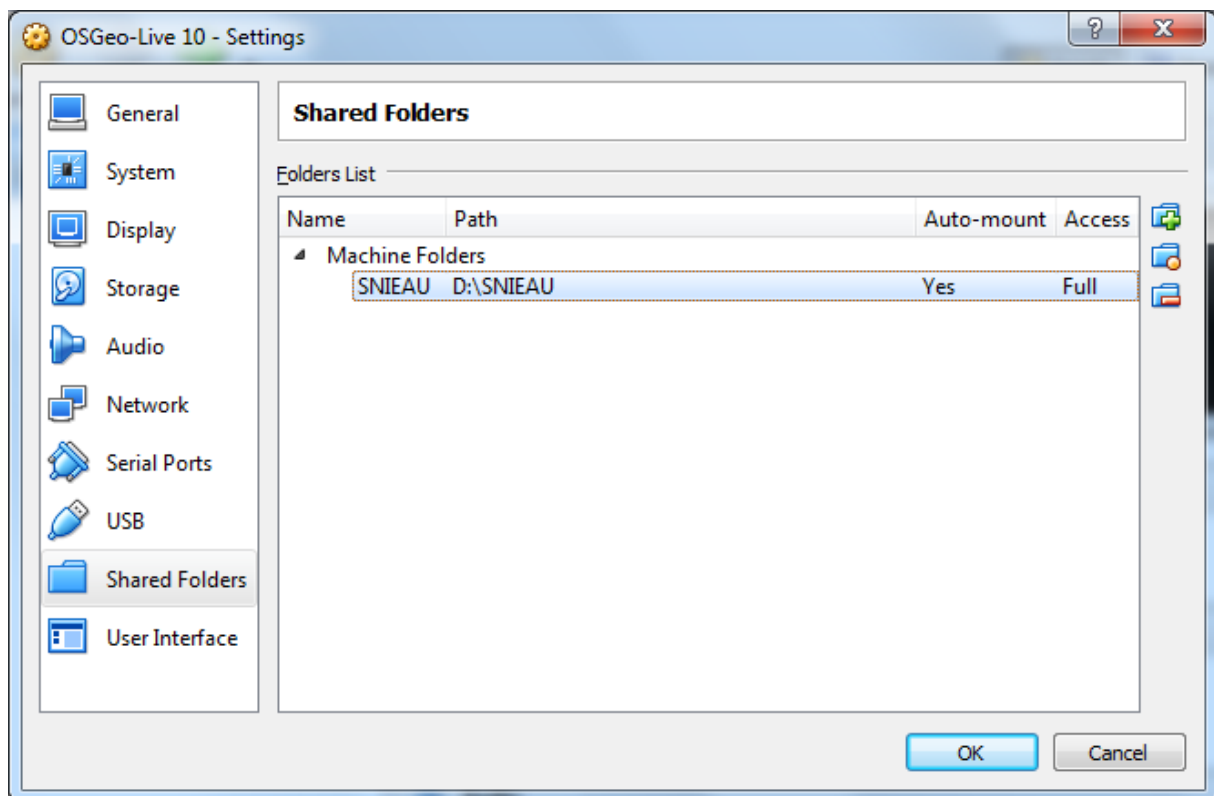 OSGeo-Live 10 - Settings
General
System
Display
Storage
Audio
Network
Serial Ports
USB
Shared Folders
User Interface
Shared Folders
Folders List
Name Path Auto-mount Access
Machine Folders
SNIEAU D:\SNIEAU Yes Full
OK Cancel